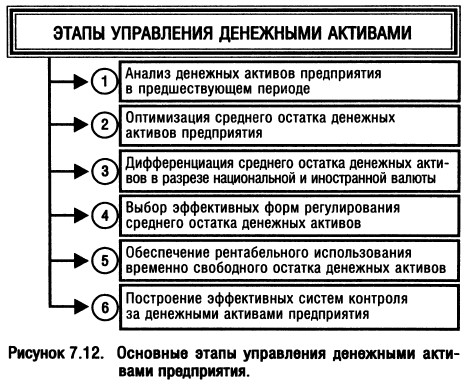 ЭТАПЫ УПРАВЛЕНИЯ ДЕНЕЖНЫМИ АКТИВАМИ
1 Анализ денежных активов предприятия
в предшествующем периоде
2 Оптимизация среднего остатка денежных
активов предприятия
3 Дифференциация среднего остатка денежных акти-
вов в разрезе национальной и иностранной валюты
4 Выбор эффективных форм регулирования
среднего остатка денежных активов
5 Обеспечение рентабельного использования
временно свободного остатка денежных активов
6 Построение эффективных систем контроля
за денежными активами предприятия
Рисунок 7.12. Основные этапы управления денежными акти-
вами предприятия.